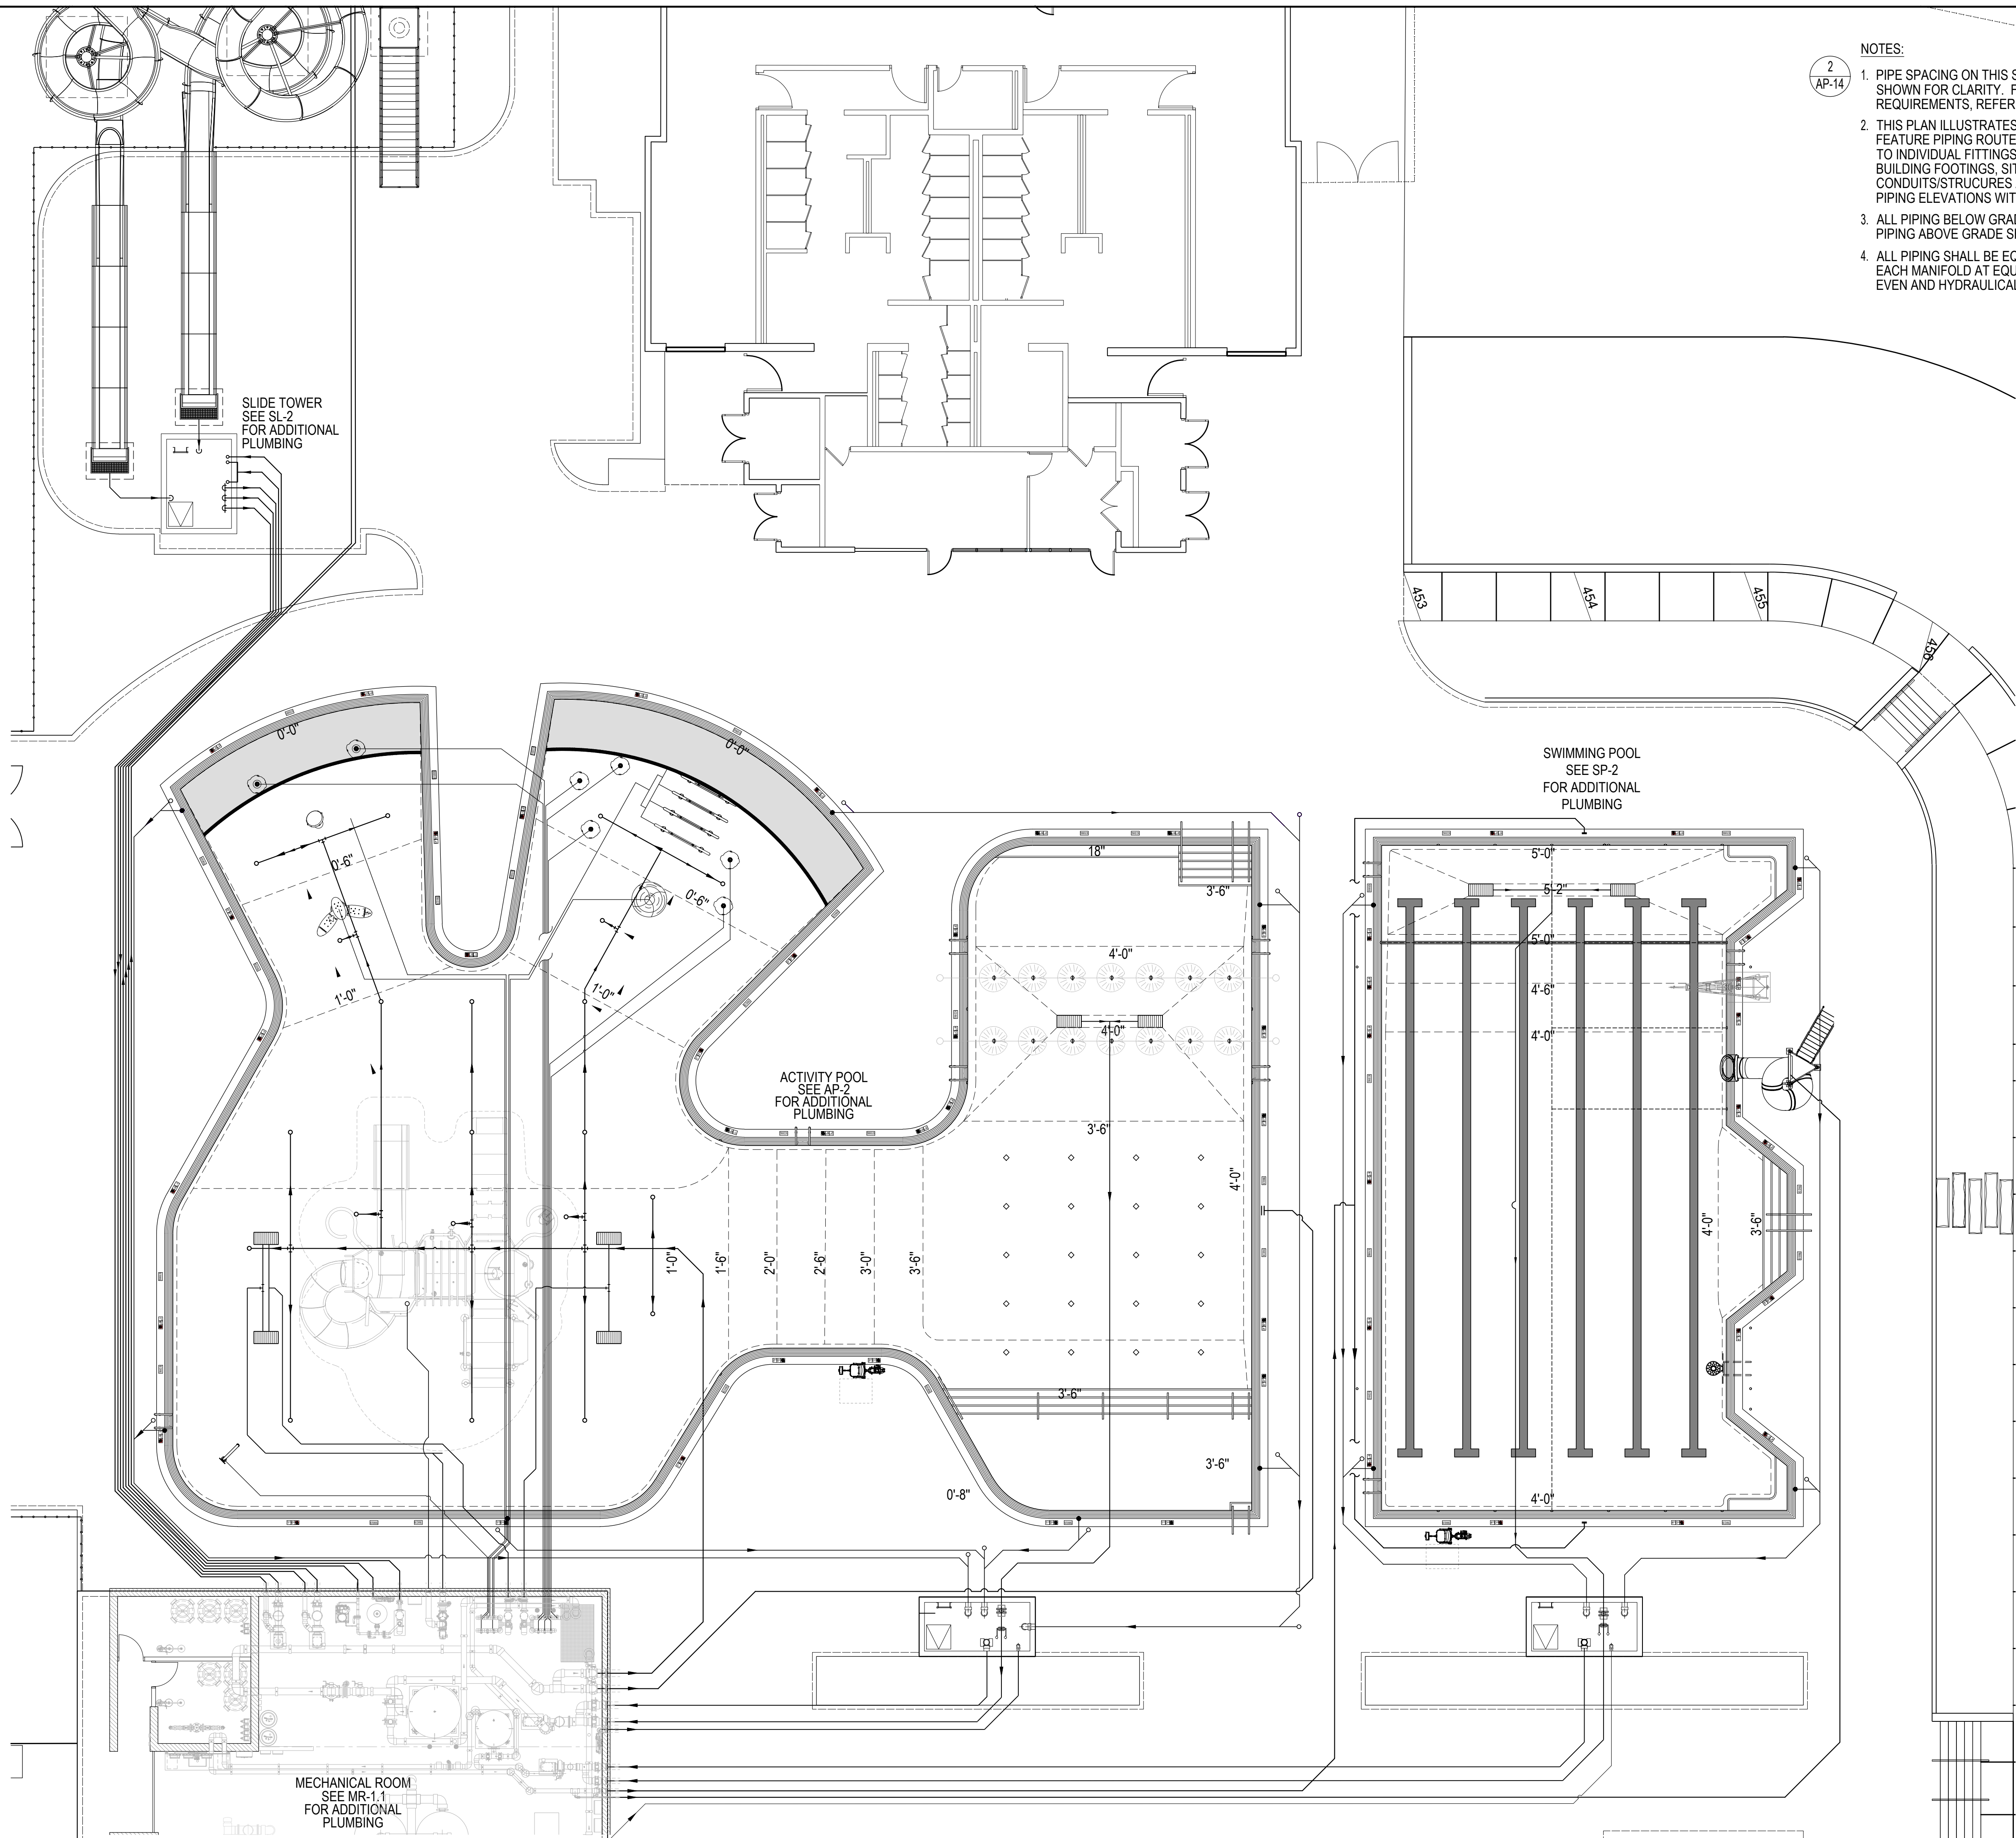 NOTES:
2
AP-14
1. PIPE SPACING ON THIS
SHOWN FOR CLARITY.
REQUIREMENTS, REFER
2. THIS PLAN ILLUSTRATES
FEATURE PIPING ROUTE
TO INDIVIDUAL FITTINGS
BUILDING FOOTINGS,
CONDUITS/STRUCURES
PIPING ELEVATIONS
3. ALL PIPING BELOW
PIPING ABOVE GRADE
4. ALL PIPING SHALL BE
EACH MANIFOLD AT
EVEN AND
SLIDE TOWER
SEE SL-2
FOR ADDITIONAL
PLUMBING
453
454
455
456
SWIMMING POOL
SEE SP-2
FOR ADDITIONAL
PLUMBING
0'-0"
0'-0"
0'-6"
0'-6"
1'-0"
1'-0"
18"
3'-6"
4'-0"
4'-0"
3'-6"
4'-0"
ACTIVITY POOL
SEE AP-2
FOR ADDITIONAL
PLUMBING
1'-0"
1'-6"
2'-0"
2'-6"
3'-0"
3'-6"
3'-6"
3'-6"
0'-8"
5'-0"
5'-2"
5'-0"
4'-6"
4'-0"
4'-0"
3'-6"
4'-0"
MECHANICAL ROOM
SEE MR-1.1
FOR ADDITIONAL
PLUMBING